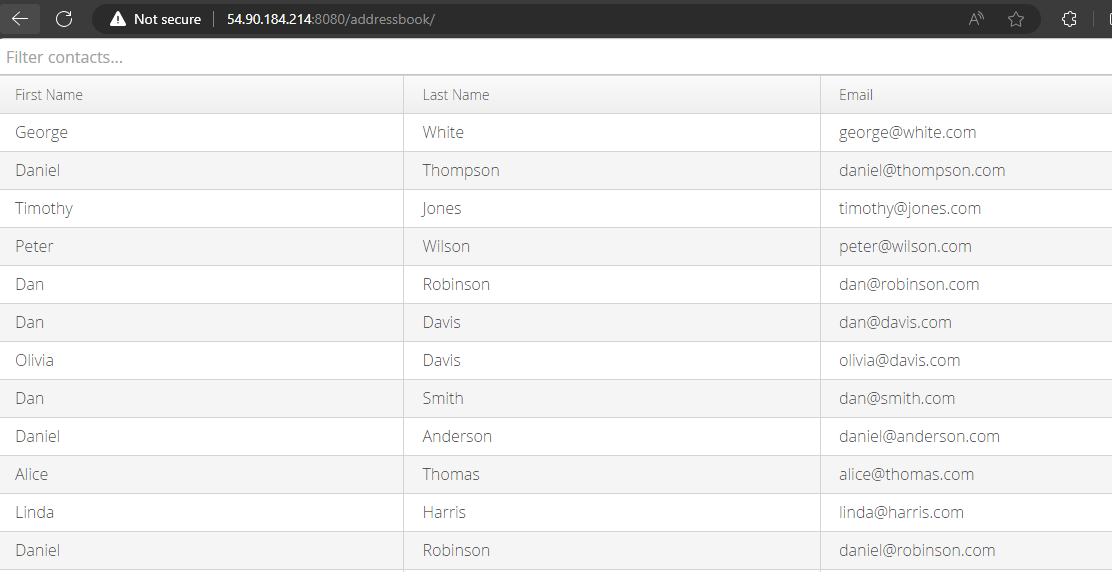 Not secure 54.90.184.214:8080/addressbook/
Filter contacts...
First Name Last Name Email
George White george@white.com
Daniel Thompson daniel@thompson.com
Timothy Jones timothy@jones.com
Peter Wilson peter@wilson.com
Dan Robinson dan@robinson.com
Dan Davis dan@davis.com
Olivia Davis olivia@davis.com
Dan Smith dan@smith.com
Daniel Anderson daniel@anderson.com
Alice Thomas alice@thomas.com
Linda Harris linda@harris.com
Daniel Robinson daniel@robinson.com